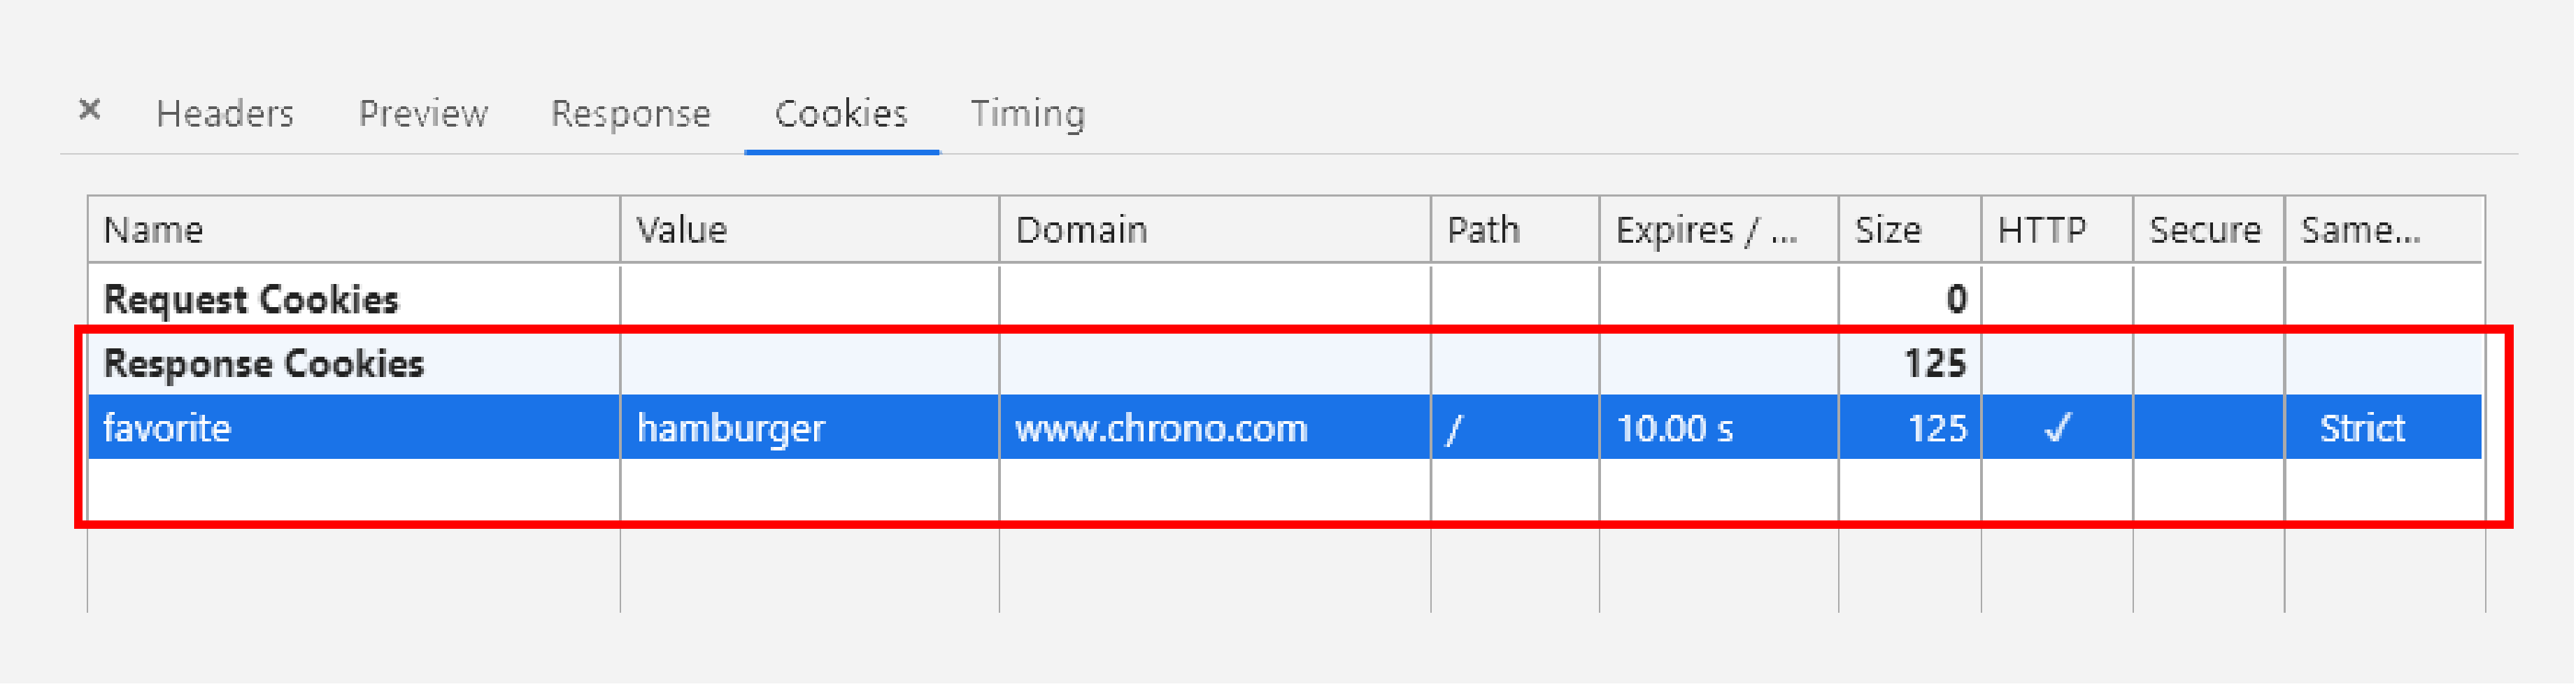 × Headers Preview Response Cookies Timing
Name Value Domain Path Expires / ... Size HTTP Secure Same...
Request Cookies 0
Response Cookies 125
favorite hamburger www.chrono.com / 10.00 s 125 ✓ Strict